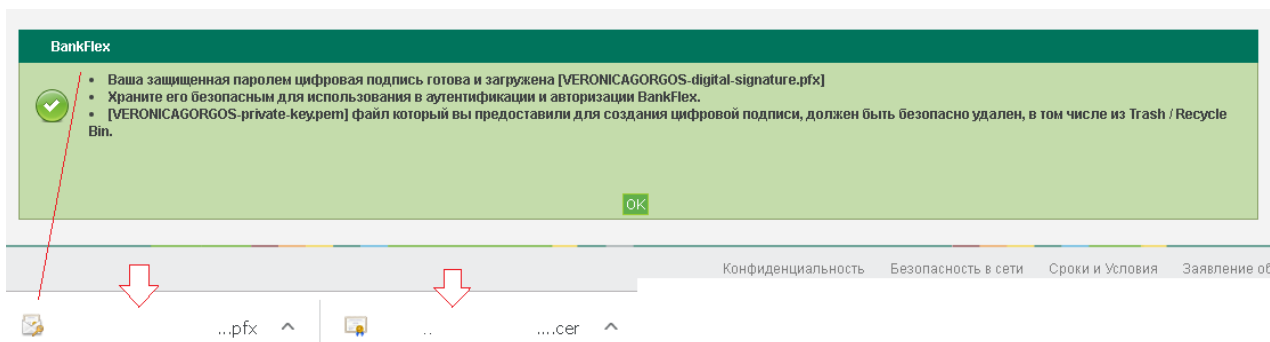 BankFlex
• Ваша защищенная паролем цифровая подпись готова и загружена [VERONICAGORGOS-digital-signature.pfx]
• Храните его безопасным для использования в аутентификации и авторизации BankFlex.
• [VERONICAGORGOS-private-key.pem] файл который вы предоставили для создания цифровой подписи, должен быть безопасно удален, в том числе из Trash / Recycle
Bin.
OK
Конфиденциальность Безопасность в сети Сроки и Условия Заявление об
...pfx .. ....cer